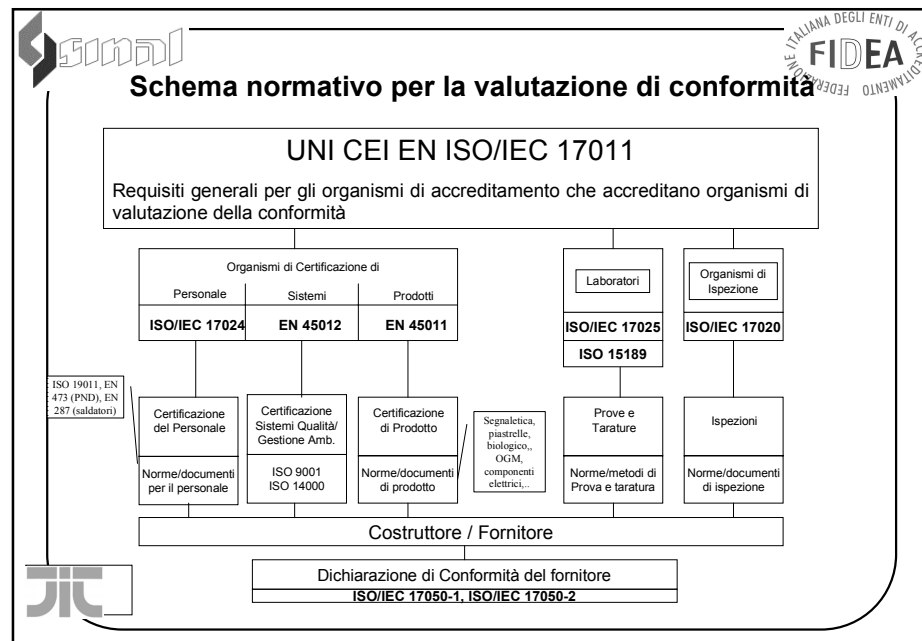 sinal
FEDERAZIONE ITALIANA DEGLI ENTI DI ACCREDITAMENTO
FIDEA
Schema normativo per la valutazione di conformità
UNI CEI EN ISO/IEC 17011
Requisiti generali per gli organismi di accreditamento che accreditano organismi di
valutazione della conformità
Organismi di Certificazione di
Personale
Sistemi
Prodotti
ISO/IEC 17024
EN 45012
EN 45011
Laboratori
ISO/IEC 17025
ISO 15189
Organismi di
Ispezione
ISO/IEC 17020
ISO 19011, EN
473 (PND), EN
287 (saldatori)
Certificazione
del Personale
Norme/documenti
per il personale
Certificazione
Sistemi Qualità/
Gestione Amb.
ISO 9001
ISO 14000
Certificazione
di Prodotto
Norme/documenti
di prodotto
Segnaletica,
piastrelle,
biologico,,
OGM,
componenti
elettrici,..
Prove e
Tarature
Norme/metodi di
Prova e taratura
Ispezioni
Norme/documenti
di ispezione
Costruttore / Fornitore
Dichiarazione di Conformità del fornitore
ISO/IEC 17050-1, ISO/IEC 17050-2